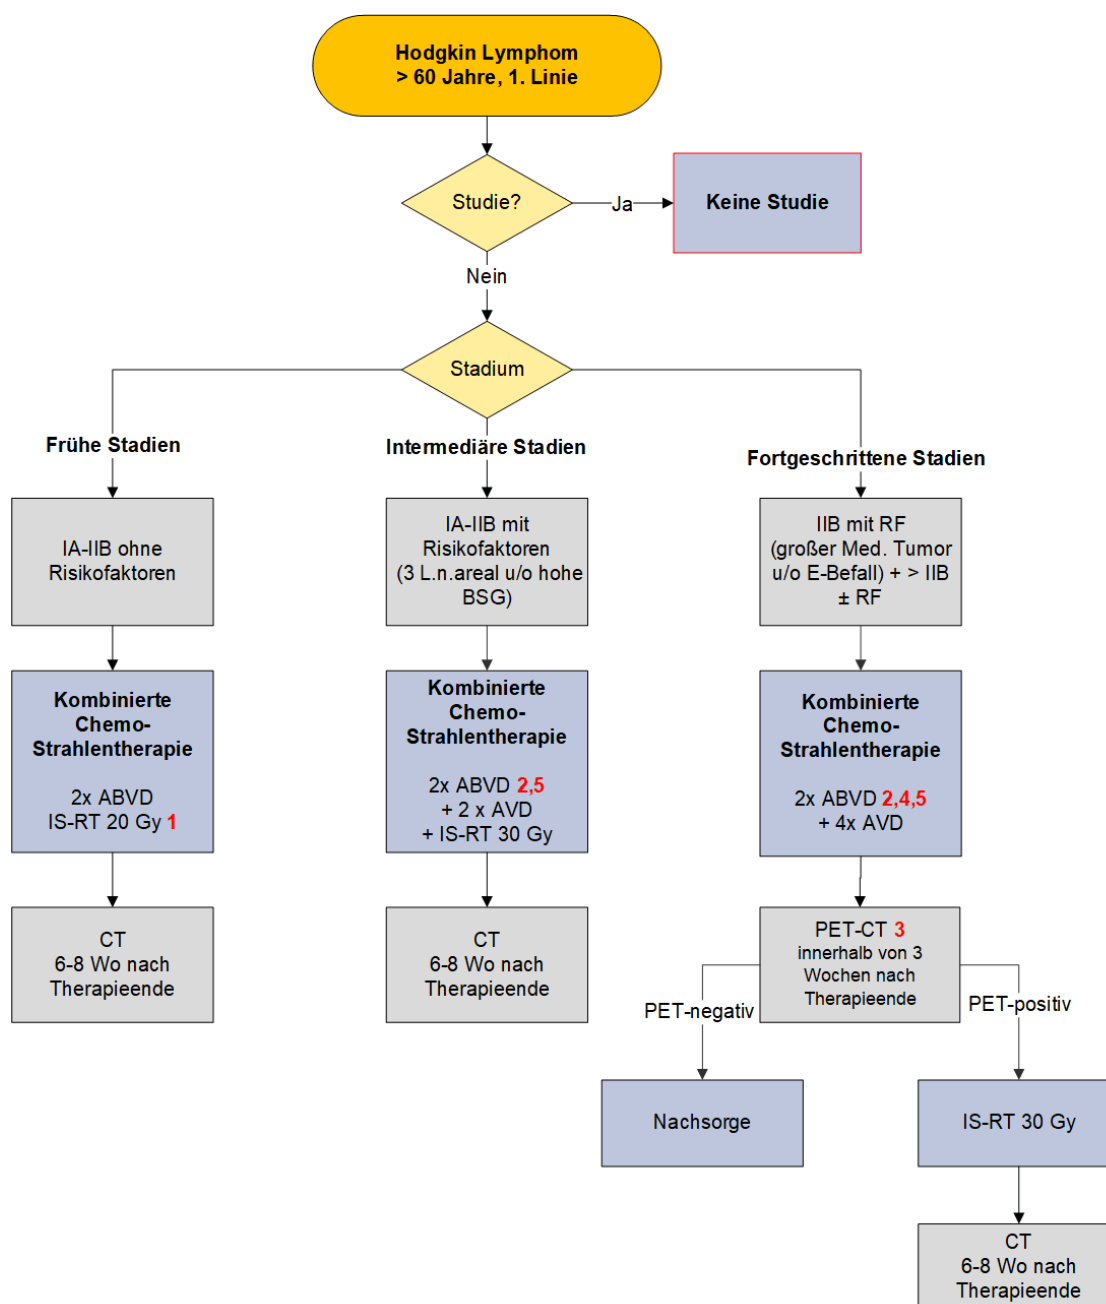 Hodgkin Lymphom
> 60 Jahre, 1. Linie
Studie?
Ja
Keine Studie
Nein
Stadium
Frühe Stadien
Intermediäre Stadien
Fortgeschrittene Stadien
IA-IIB ohne
Risikofaktoren
IA-IIB mit
Risikofaktoren
(3 L.n.areal u/o hohe
BSG)
IIB mit RF
(großer Med. Tumor
u/o E-Befall) + > IIB
± RF
Kombinierte
Chemo-
Strahlentherapie
2x ABVD
IS-RT 20 Gy 1
Kombinierte
Chemo-
Strahlentherapie
2x ABVD 2,5
+ 2 x AVD
+ IS-RT 30 Gy
Kombinierte
Chemo-
Strahlentherapie
2x ABVD 2,4,5
+ 4x AVD
CT
6-8 Wo nach
Therapieende
CT
6-8 Wo nach
Therapieende
PET-CT 3
innerhalb von 3
Wochen nach
Therapieende
PET-negativ
PET-positiv
Nachsorge
IS-RT 30 Gy
CT
6-8 Wo nach
Therapieende